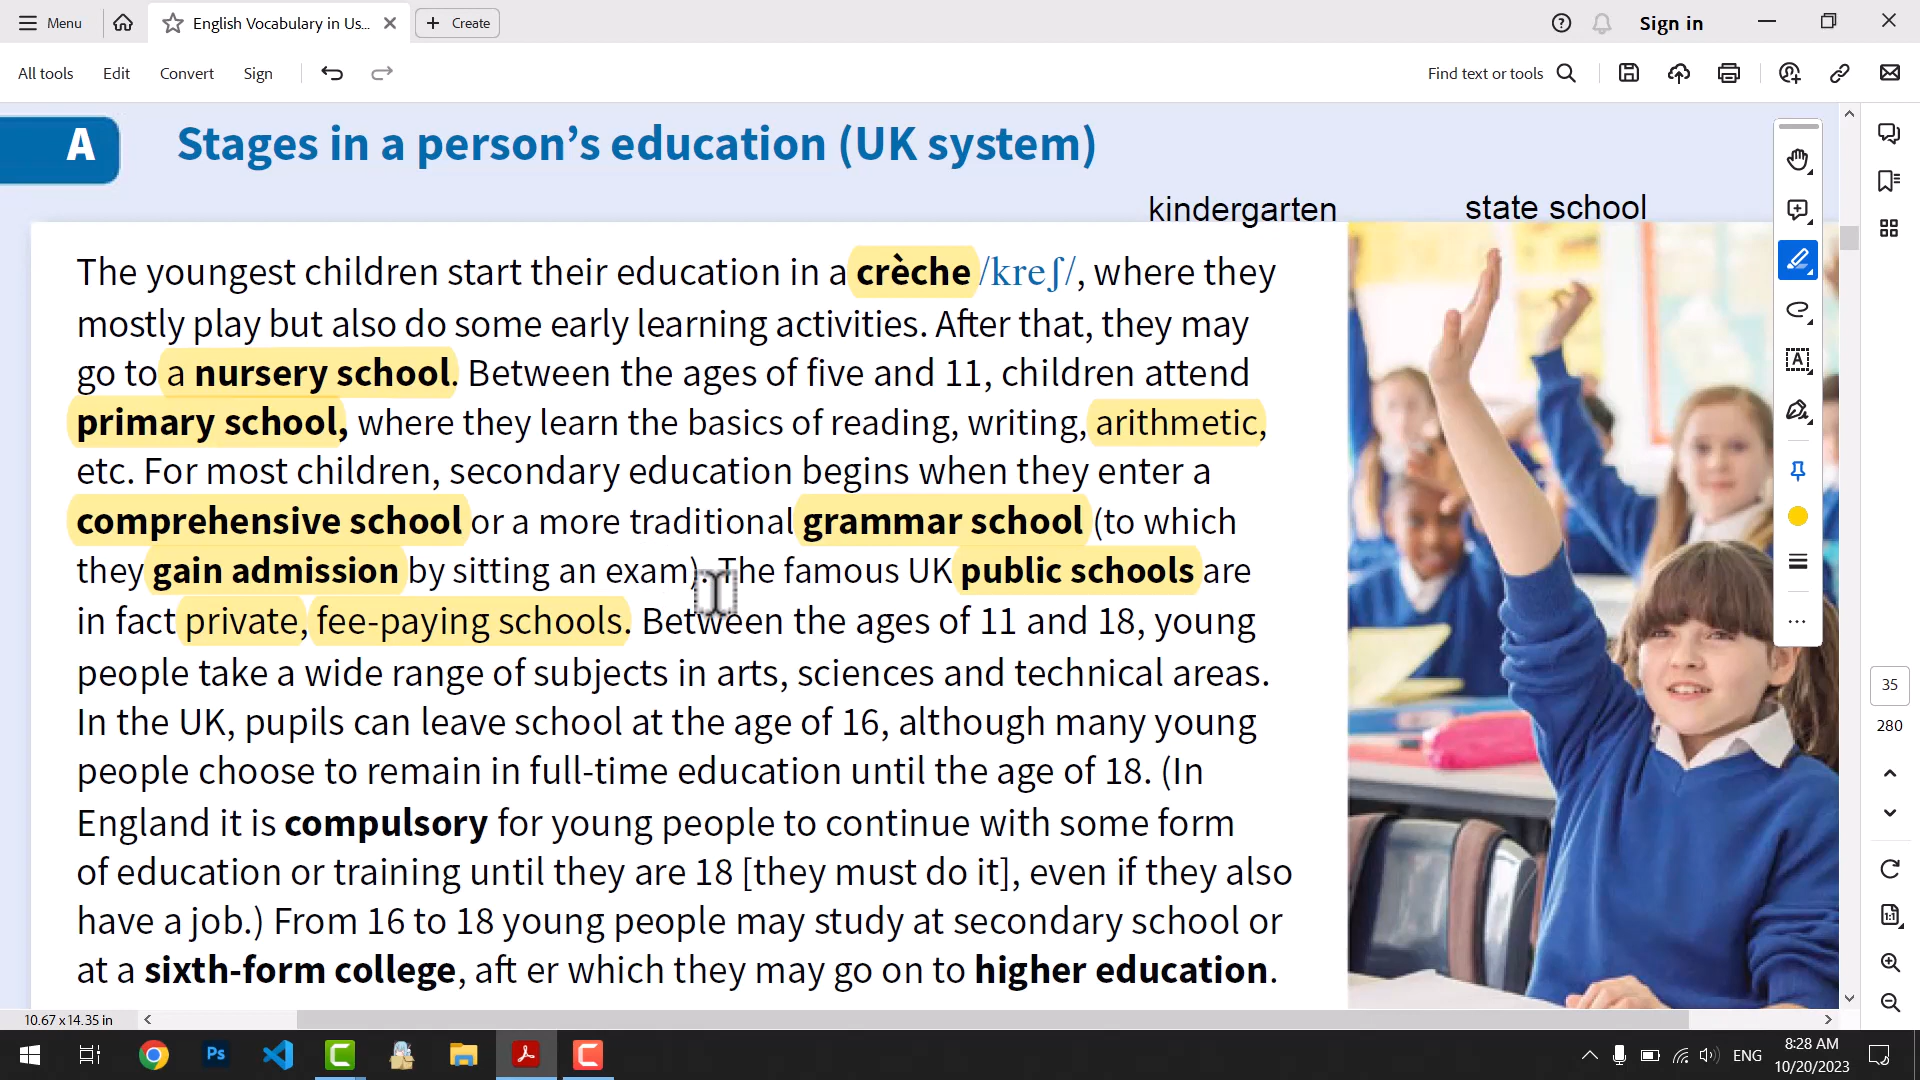 Menu
English Vocabulary in Us...
Create
Sign in
All tools Edit Convert Sign
Find text or tools
A
Stages in a person's education (UK system)
kindergarten state school
The youngest children start their education in a crèche /kreʃ/, where they
mostly play but also do some early learning activities. After that, they may
go to a nursery school. Between the ages of five and 11, children attend
primary school, where they learn the basics of reading, writing, arithmetic,
etc. For most children, secondary education begins when they enter a
comprehensive school or a more traditional grammar school (to which
they gain admission by sitting an exam). The famous UK public schools are
in fact private, fee-paying schools. Between the ages of 11 and 18, young
people take a wide range of subjects in arts, sciences and technical areas.
In the UK, pupils can leave school at the age of 16, although many young
people choose to remain in full-time education until the age of 18. (In
England it is compulsory for young people to continue with some form
of education or training until they are 18 [they must do it], even if they also
have a job.) From 16 to 18 young people may study at secondary school or
at a sixth-form college, aft er which they may go on to higher education.
35
280
10.67 x 14.35 in
Ps
ENG
8:28 AM
10/20/2023